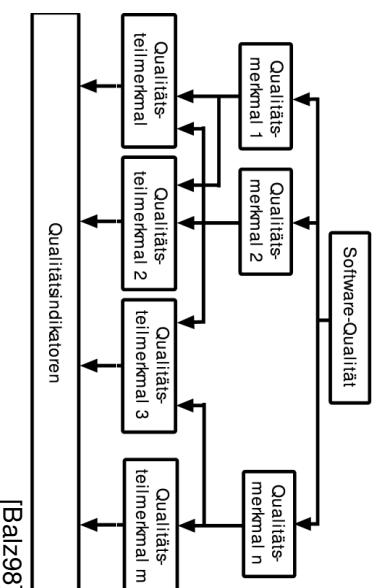 Software-Qualität
Qualitäts-
merkmal 1
Qualitäts-
merkmal 2
Qualitäts-
merkmal n
Qualitäts-
teilmerkmal
Qualitäts-
teilmerkmal 2
Qualitäts-
teilmerkmal 3
Qualitäts-
teilmerkmal m
Qualitätsindikatoren
[Balz98]